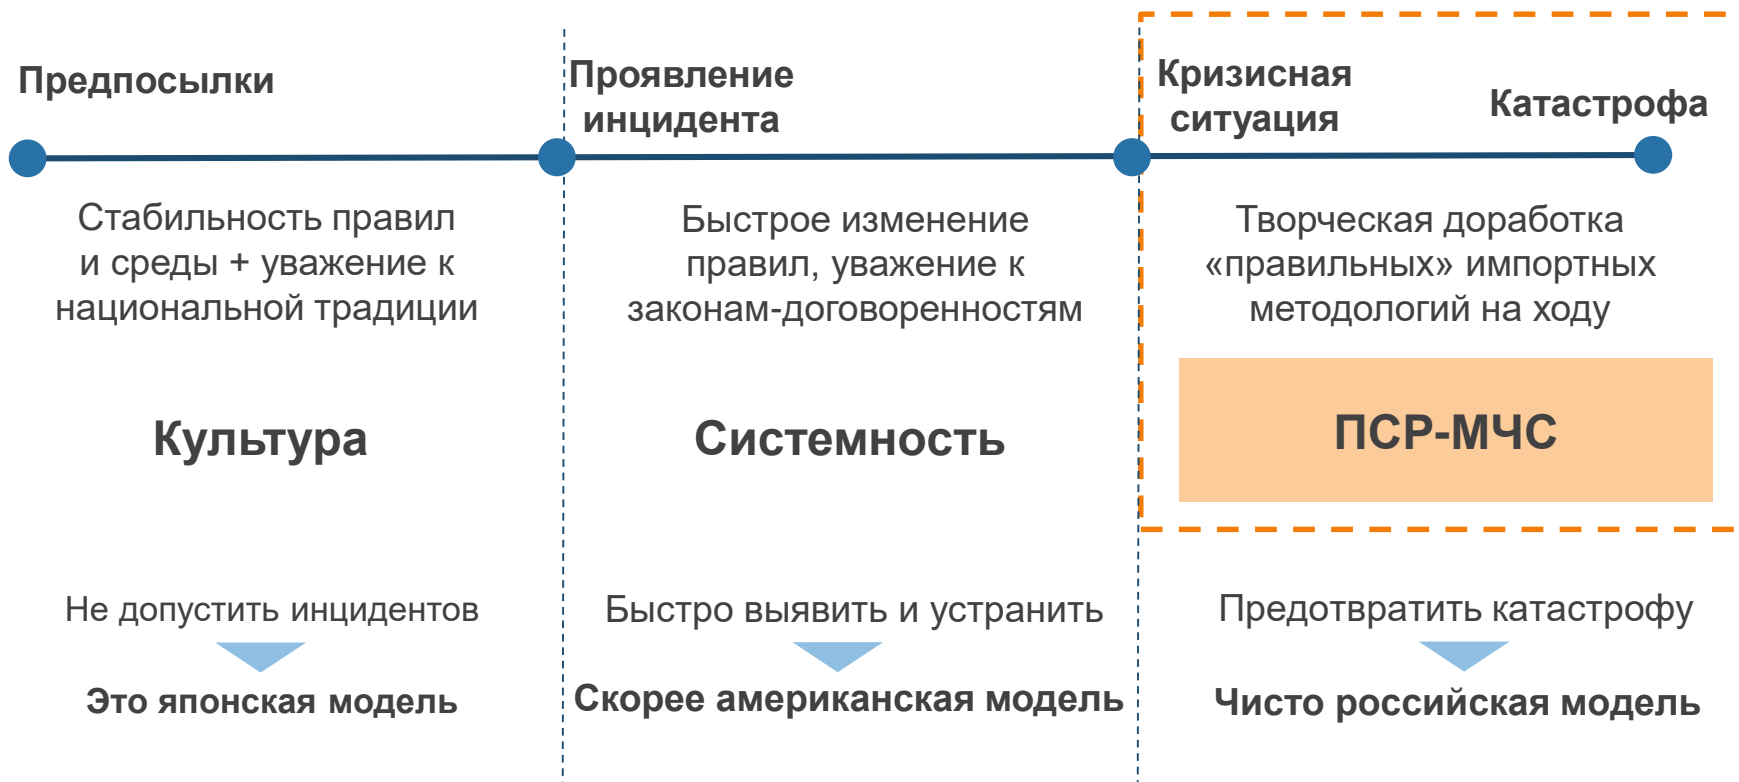 Предпосылки
Проявление
инцидента
Кризисная
ситуация
Катастрофа
Стабильность правил
и среды + уважение к
национальной традиции
Быстрое изменение
правил, уважение к
законам-договоренностям
Творческая доработка
«правильных» импортных
методологий на ходу
Культура
Системность
ПСР-МЧС
Не допустить инцидентов
Быстро выявить и устранить
Предотвратить катастрофу
Это японская модель
Скорее американская модель
Чисто российская модель